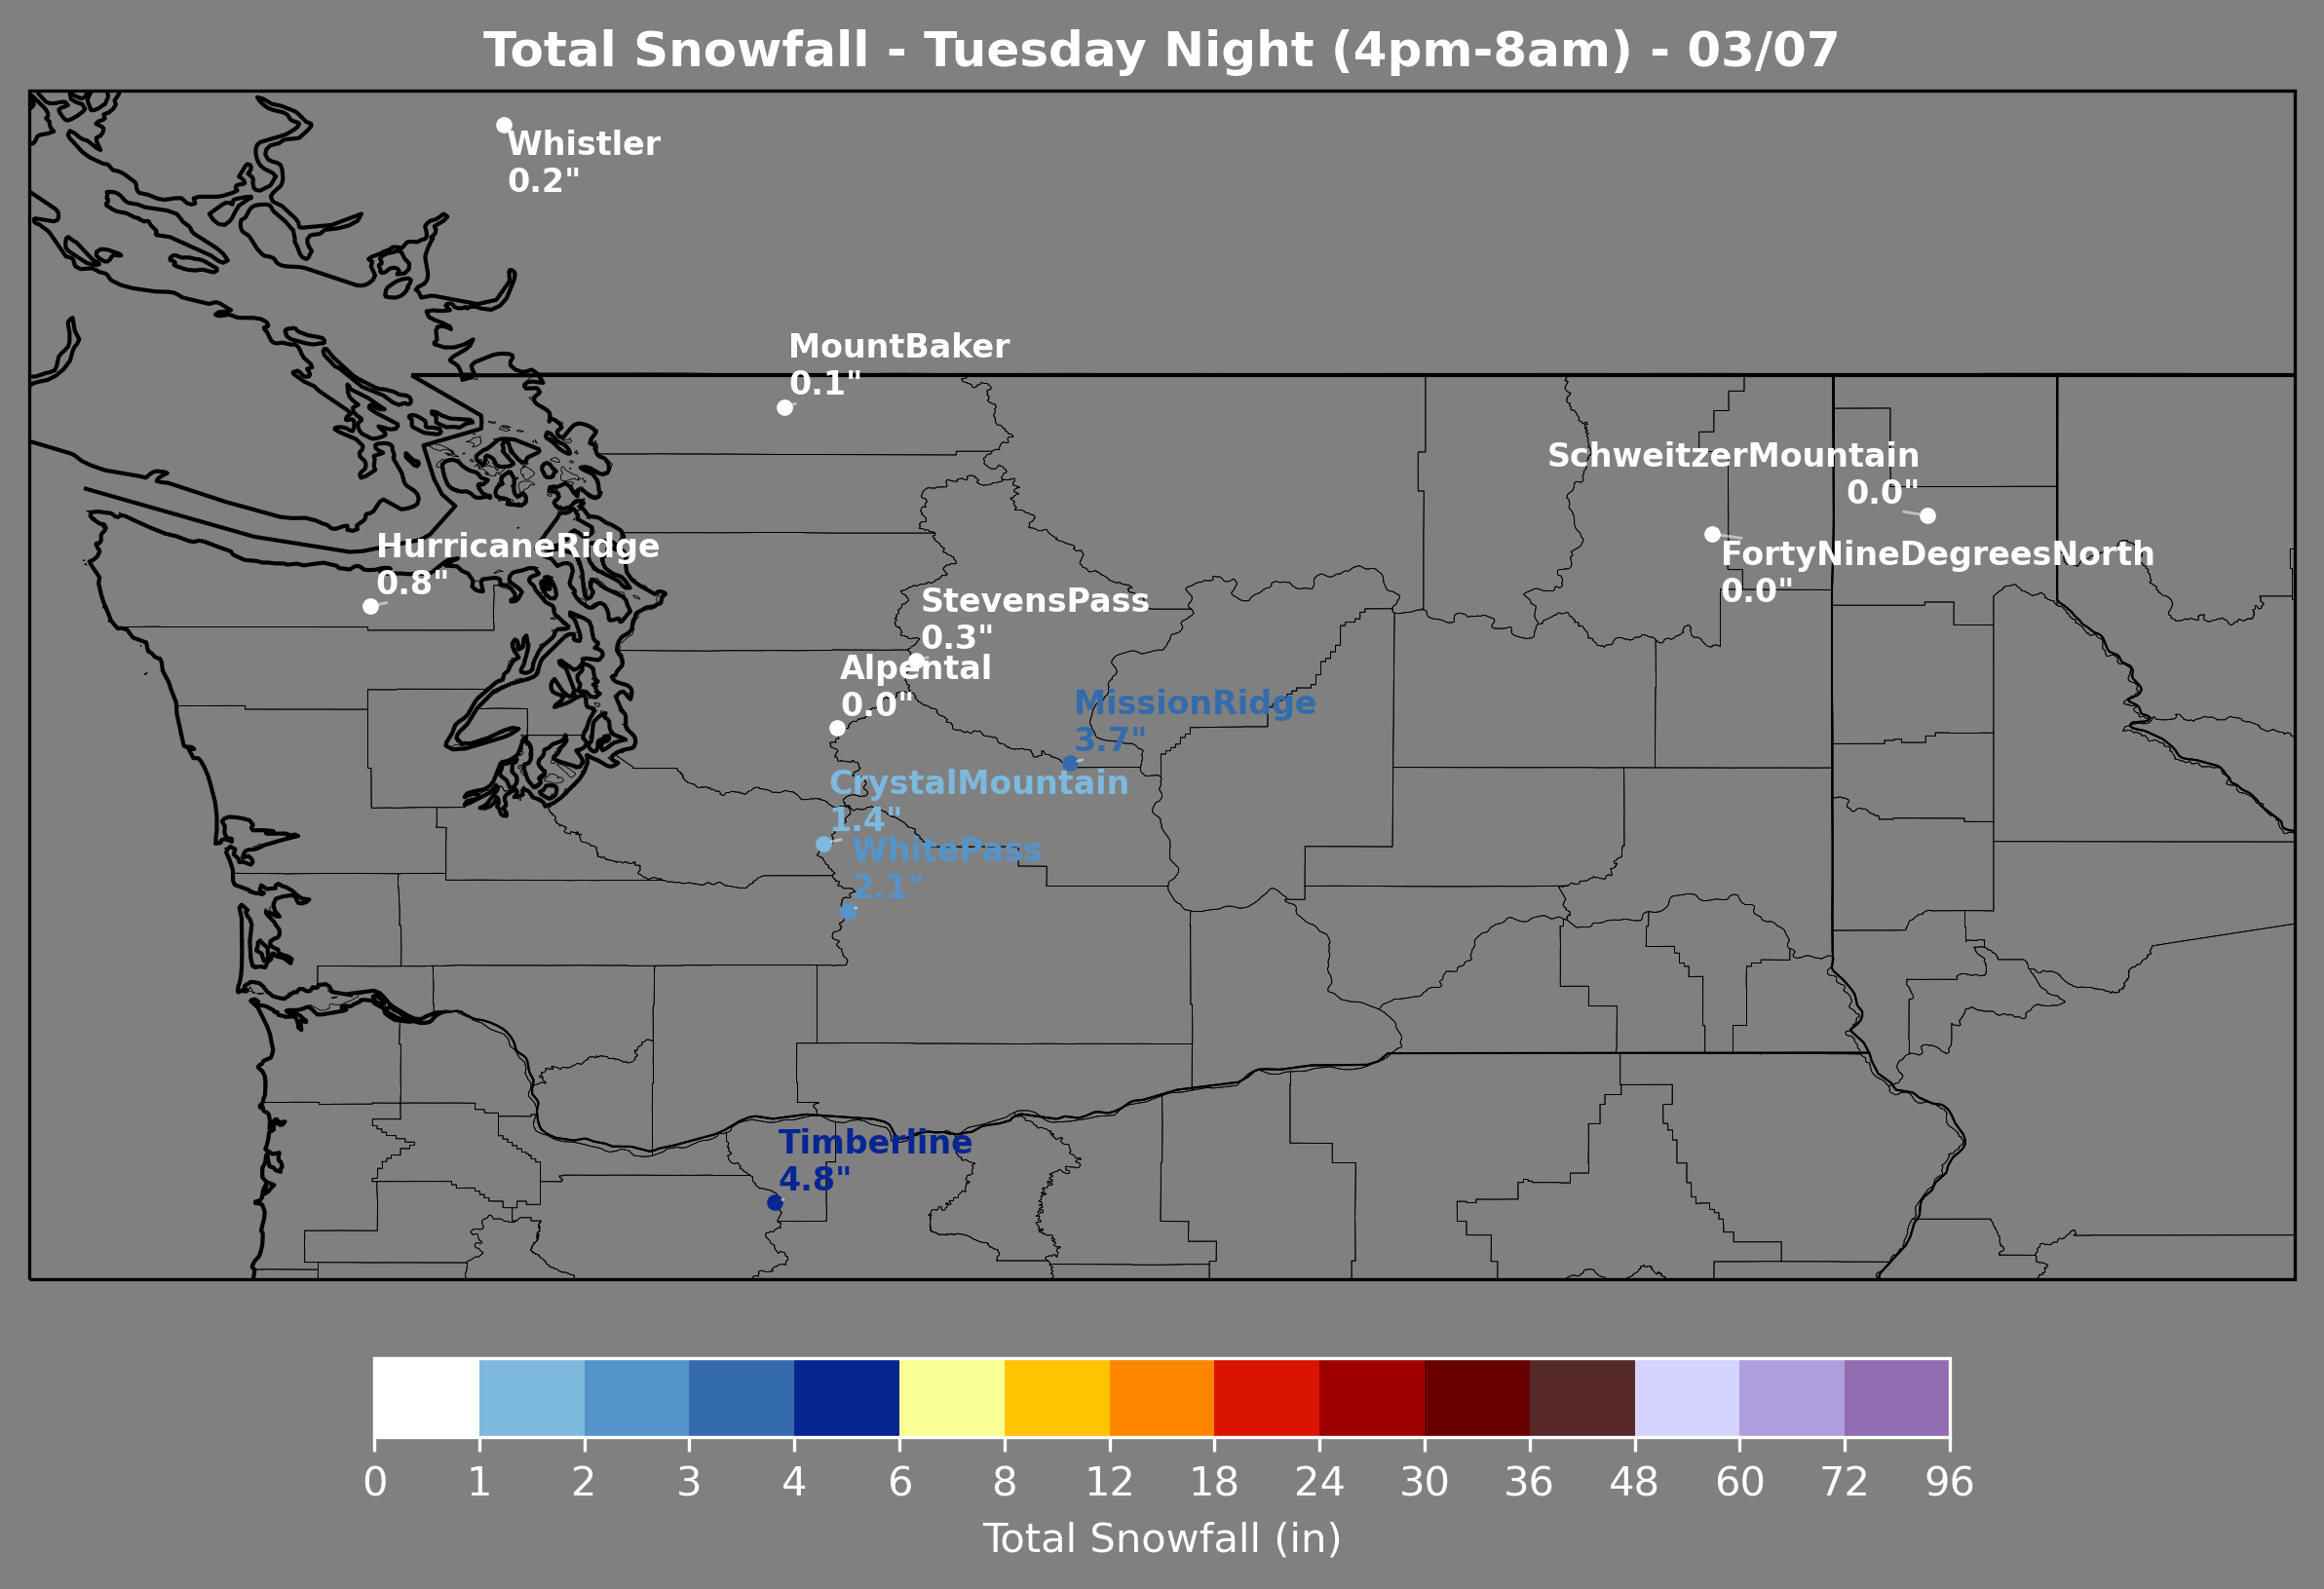 Total Snowfall - Tuesday Night (4pm-8am) - 03/07
Whistler
0.2"
MountBaker
0.1"
SchweitzerMountain
0.0"
HurricaneRidge
0.8"
FortyNineDegreesNorth
0.0"
StevensPass
0.3"
Alpental
0.0"
MissionRidge
3.7"
CrystalMountain
1.4"
WhitePass
2.1"
Timberline
4.8"
0 1 2 3 4 6 8 12 18 24 30 36 48 60 72 96
Total Snowfall (in)